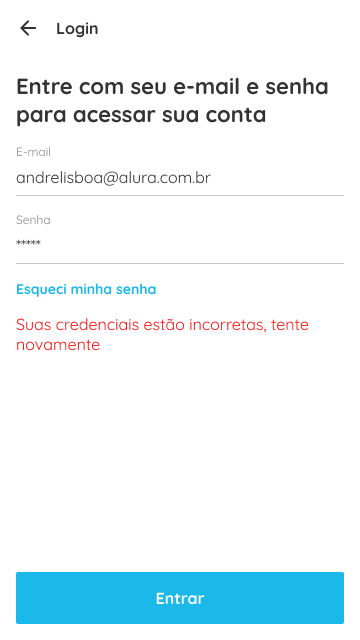 Login
Entre com seu e-mail e senha
para acessar sua conta
E-mail
andrelisboa@alura.com.br
Senha
*****
Esqueci minha senha
Suas credenciais estão incorretas, tente
novamente
Entrar